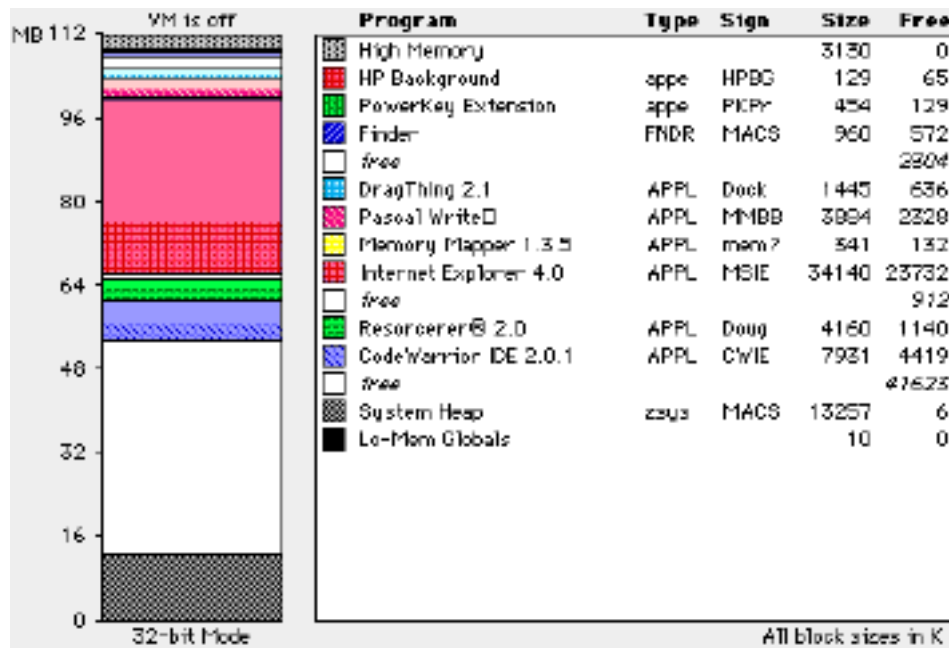 VM is off
MB 112
96
80
64
48
32
16
0
32-bit Mode
Program Type Sign Size Free
High Memory 3130 0
HP Background appe HPBG 129 65
PowerKey Extension appe PKPr 454 129
Finder FNDR MACS 960 572
free 2304
DragThing 2.1 APPL Dock 1445 636
Pascal Write APPL MMBB 3884 2328
Memory Mapper 1.3.5 APPL mem? 341 132
Internet Explorer 4.0 APPL MSIE 34140 23732
free 912
Resorcerer® 2.0 APPL Doug 4160 1140
CodeWarrior IDE 2.0.1 APPL CWIE 7931 4419
free 41623
System Heap zsys MACS 13257 6
Lo-Mem Globals 10 0
All block sizes in K